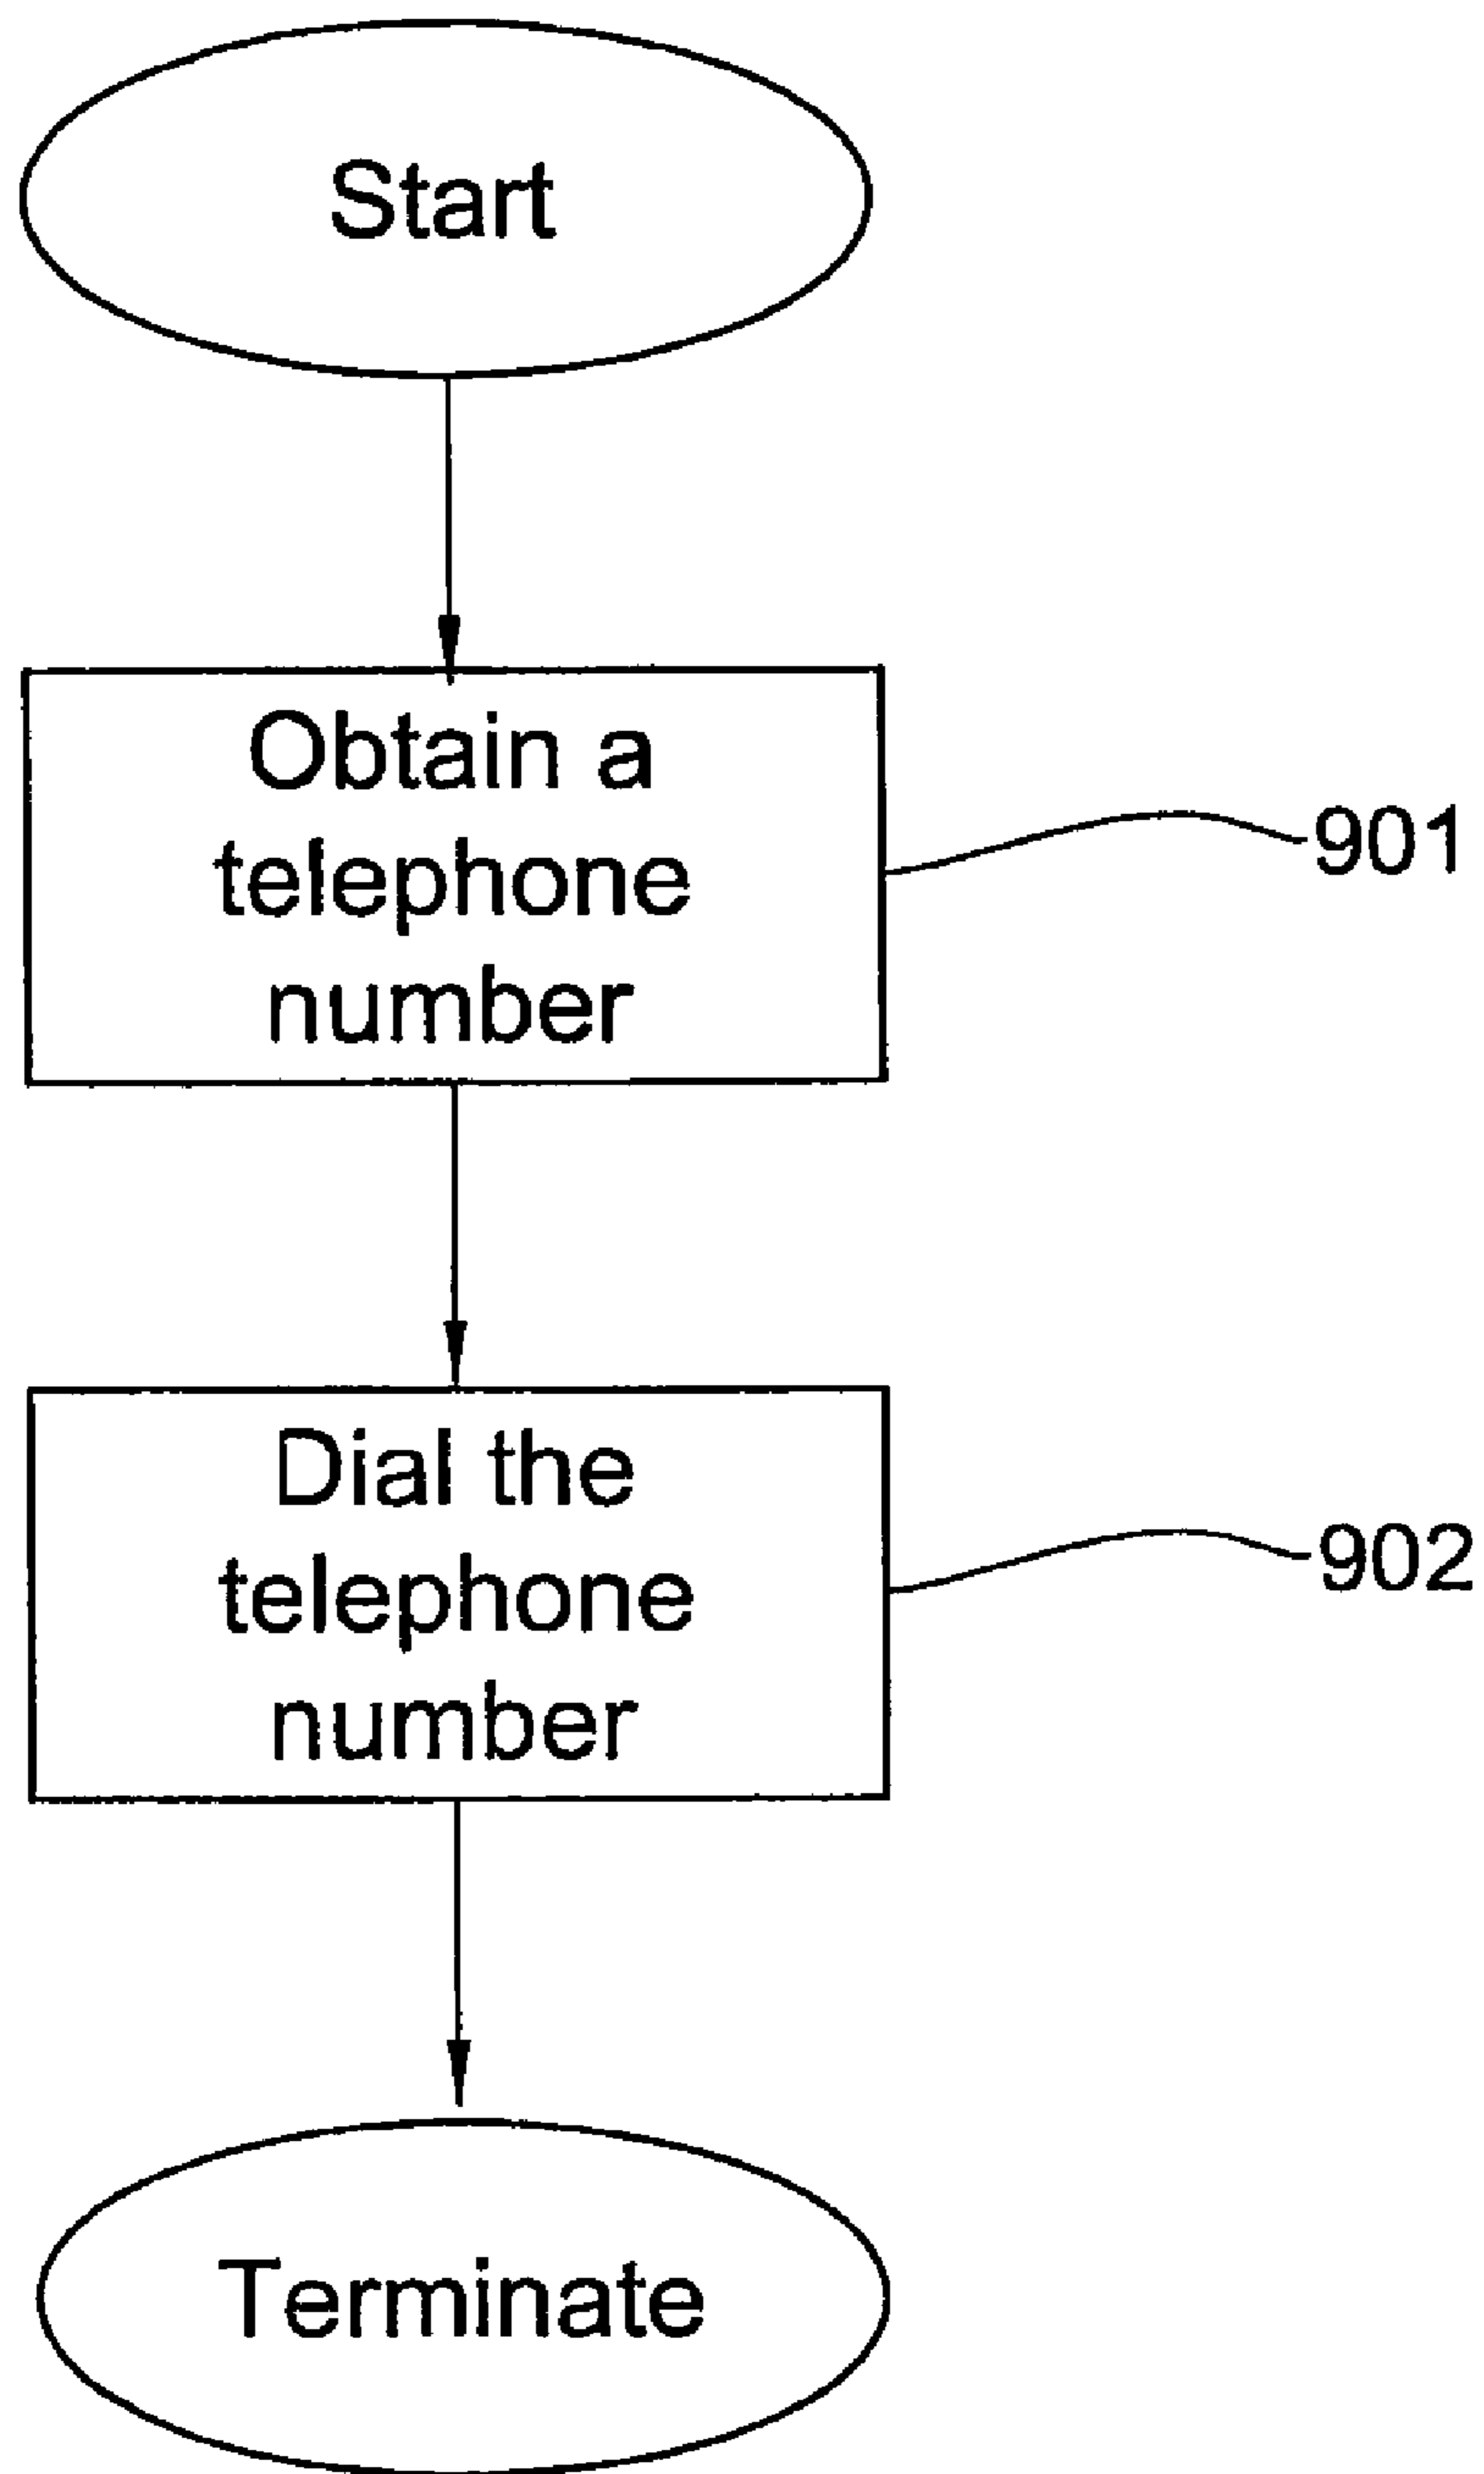 Start
Obtain a
telephone
number
901
Dial the
telephone
number
902
Terminate